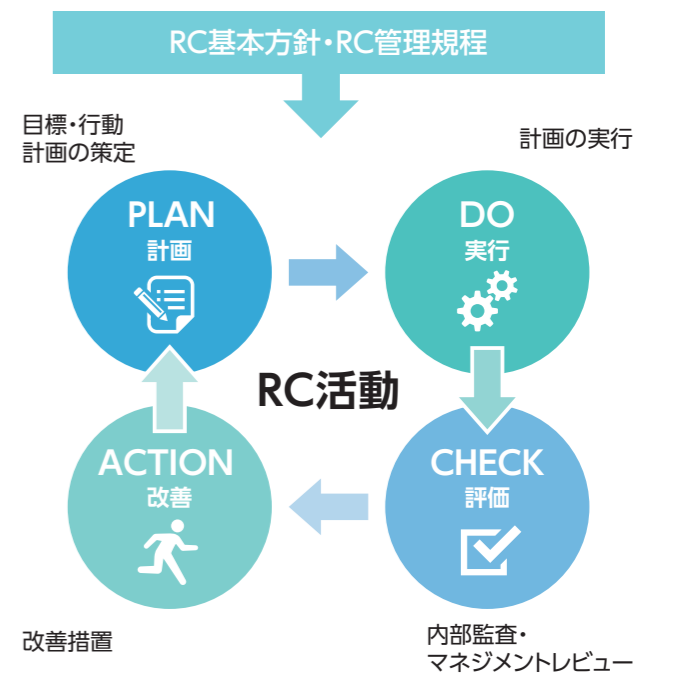 RC基本方針・RC管理規程
目標・行動
計画の策定
計画の実行
PLAN
計画
DO
実行
RC活動
ACTION
改善
CHECK
評価
改善措置
内部監査・
マネジメントレビュー